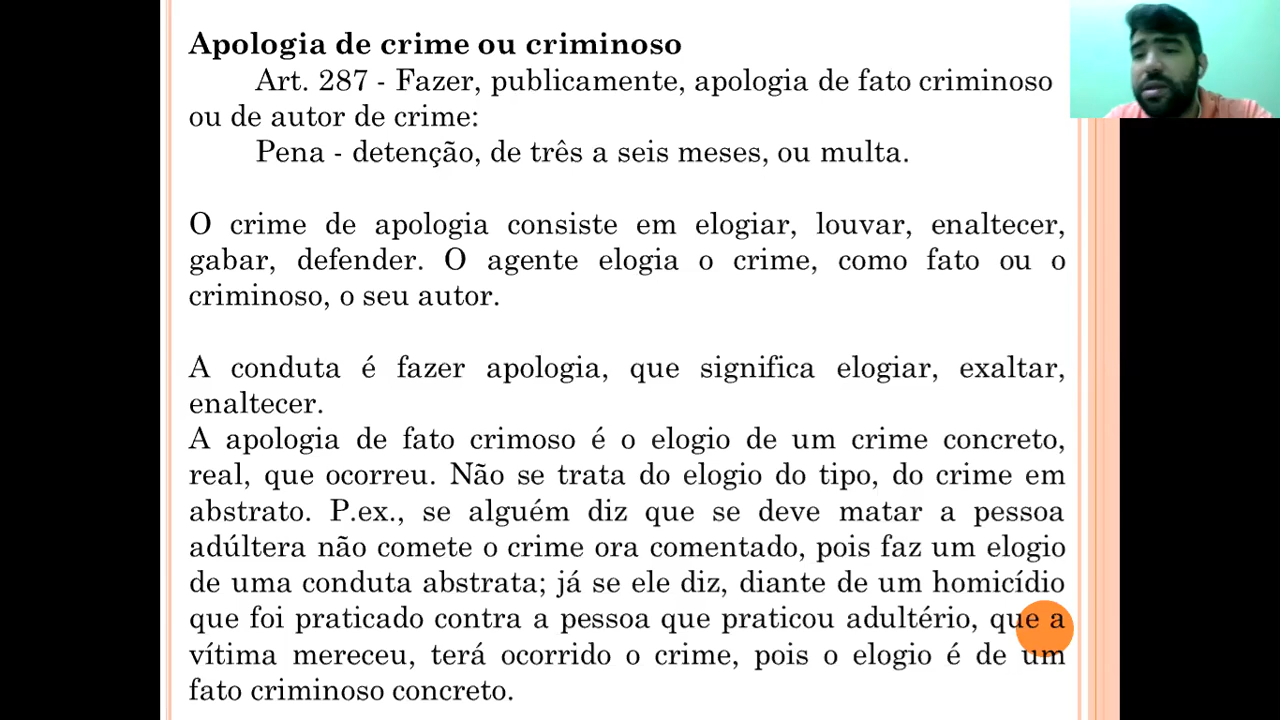 Apologia de crime ou criminoso
Art. 287 - Fazer, publicamente, apologia de fato criminoso
ou de autor de crime:
Pena - detenção, de três a seis meses, ou multa.
O crime de apologia consiste em elogiar, louvar, enaltecer,
gabar, defender. O agente elogia o crime, como fato ou o
criminoso, o seu autor.
A conduta é fazer apologia, que significa elogiar, exaltar,
enaltecer.
A apologia de fato crimoso é o elogio de um crime concreto,
real, que ocorreu. Não se trata do elogio do tipo, do crime em
abstrato. P.ex., se alguém diz que se deve matar a pessoa
adúltera não comete o crime ora comentado, pois faz um elogio
de uma conduta abstrata; já se ele diz, diante de um homicídio
que foi praticado contra a pessoa que praticou adultério, que a
vítima mereceu, terá ocorrido o crime, pois o elogio é de um
fato criminoso concreto.